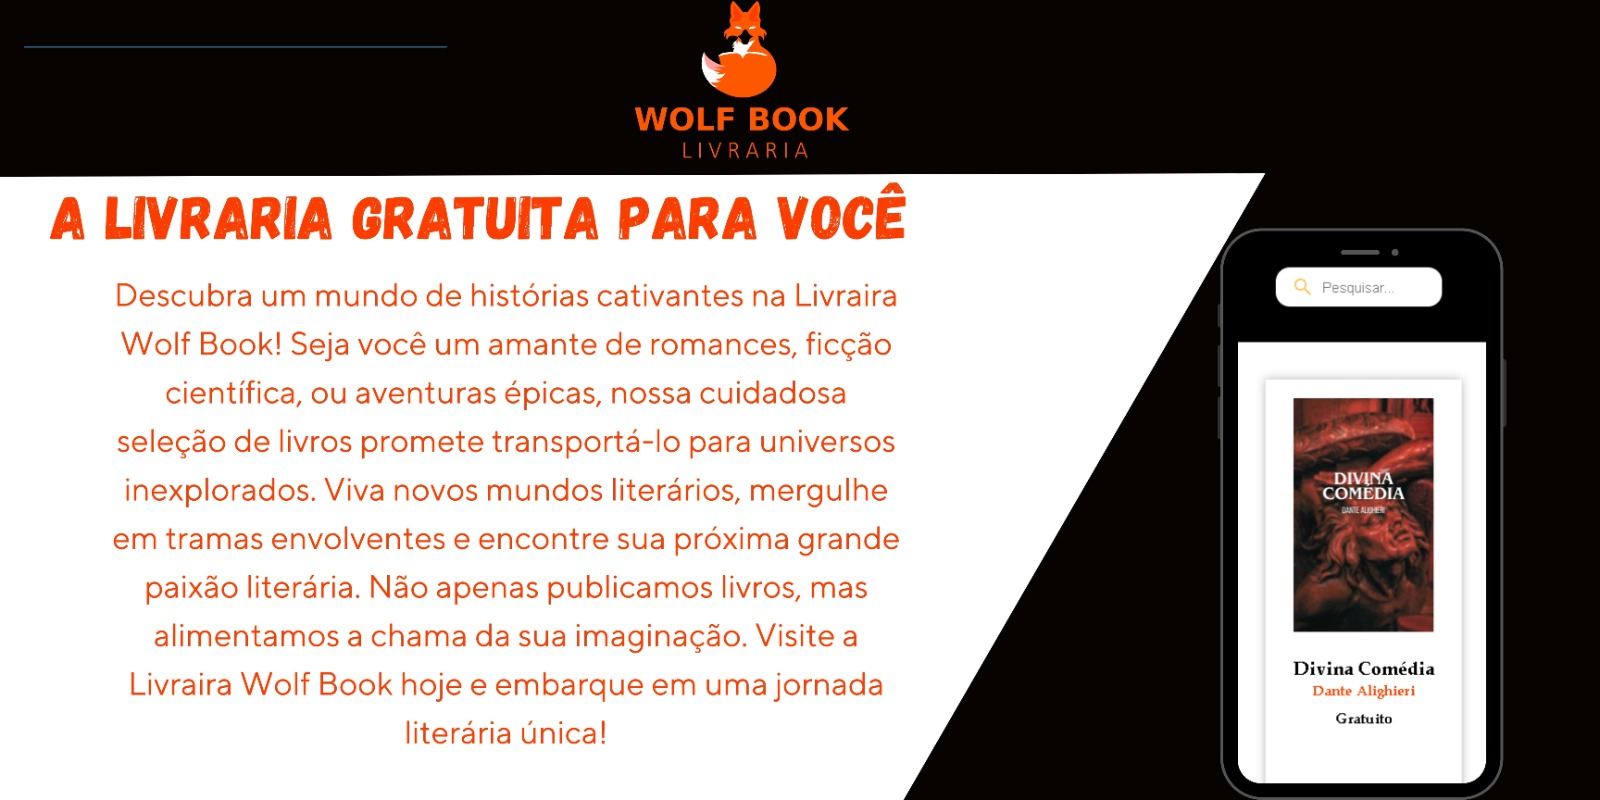 WOLF BOOK
LIVRARIA
A LIVRARIA GRATUITA PARA VOCÊ
Descubra um mundo de histórias cativantes na Livraira
Wolf Book! Seja você um amante de romances, ficção
científica, ou aventuras épicas, nossa cuidadosa
seleção de livros promete transportá-lo para universos
inexplorados. Viva novos mundos literários, mergulhe
em tramas envolventes e encontre sua próxima grande
paixão literária. Não apenas publicamos livros, mas
alimentamos a chama da sua imaginação. Visite a
Livraira Wolf Book hoje e embarque em uma jornada
literária única!
Pesquisar...
DIVINA
COMÉDIA
DANTE ALIGHIERI
Divina Comédia
Dante Alighieri
Gratuito